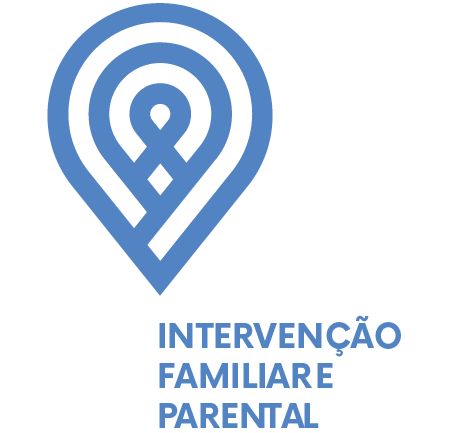 INTERVENÇÃO
FAMILIAR E
PARENTAL